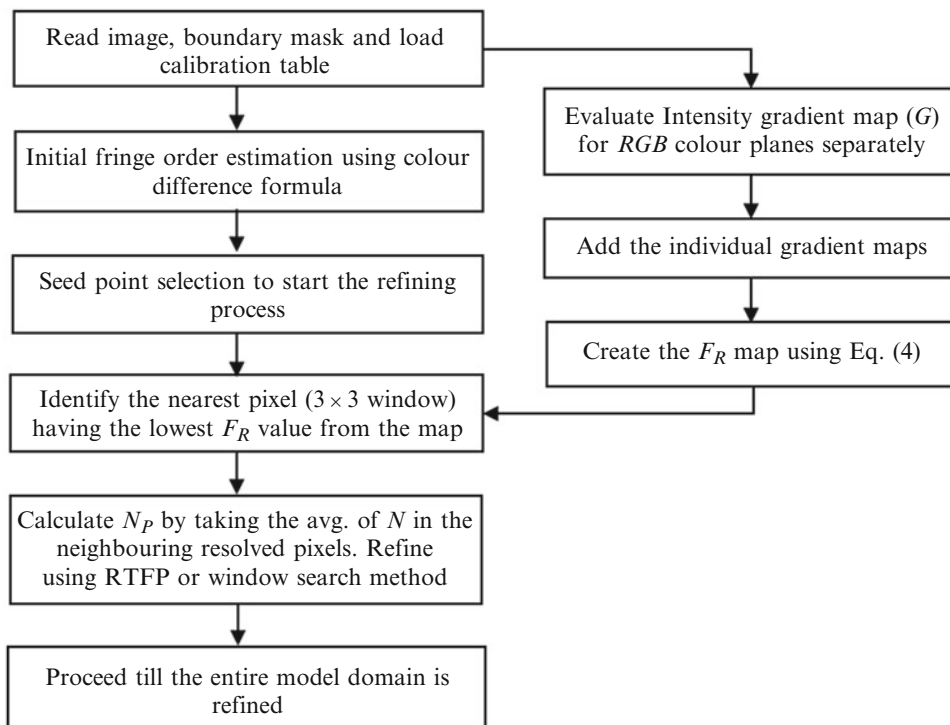 Read image, boundary mask and load
calibration table
Initial fringe order estimation using colour
difference formula
Seed point selection to start the refining
process
Identify the nearest pixel (3 × 3 window)
having the lowest F_R value from the map
Calculate N_P by taking the avg. of N in the
neighbouring resolved pixels. Refine
using RTFP or window search method
Proceed till the entire model domain is
refined
Evaluate Intensity gradient map (G)
for RGB colour planes separately
Add the individual gradient maps
Create the F_R map using Eq. (4)